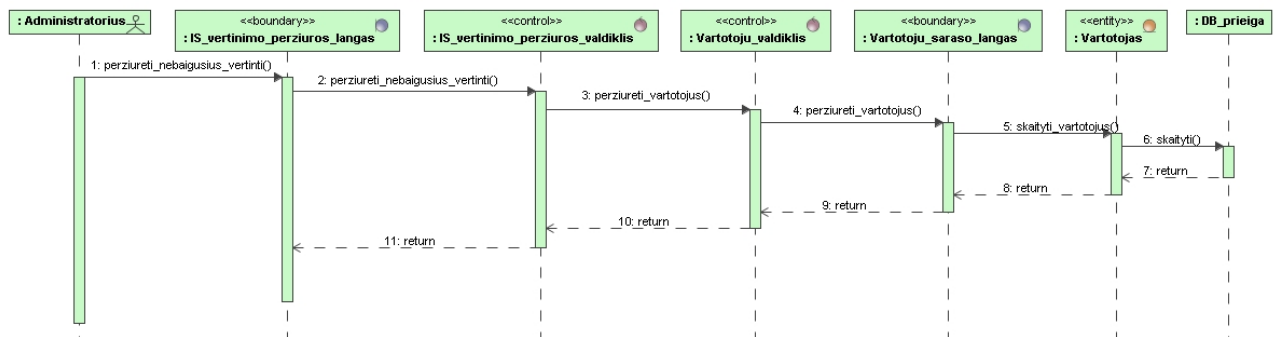 : Administratorius
<<boundary>>
: IS_vertinimo_perziuros_langas
<<control>>
: IS_vertinimo_perziuros_valdiklis
<<control>>
: Vartotoju_valdiklis
<<boundary>>
: Vartotoju_saraso_langas
<<entity>>
: Vartotojas
: DB_prieiga
1: perziureti_nebaigusius_vertinti()
2: perziureti_nebaigusius_vertinti()
3: perziureti_vartotojus()
4: perziureti_vartotojus()
5: skaityti_vartotojus()
6: skaityti()
7: return
8: return
9: return
10: return
11: return